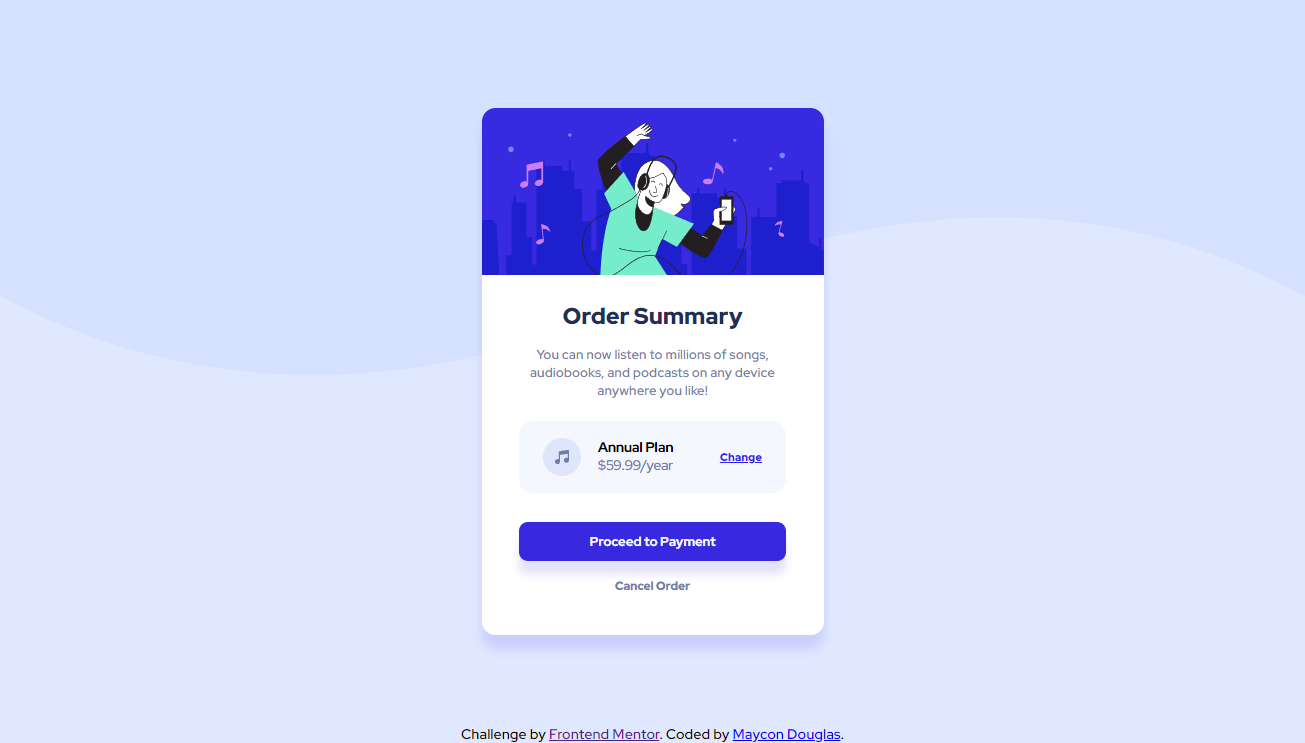 Order Summary
You can now listen to millions of songs,
audiobooks, and podcasts on any device
anywhere you like!
Annual Plan
$59.99/year
Change
Proceed to Payment
Cancel Order
Challenge by Frontend Mentor. Coded by Maycon Douglas.